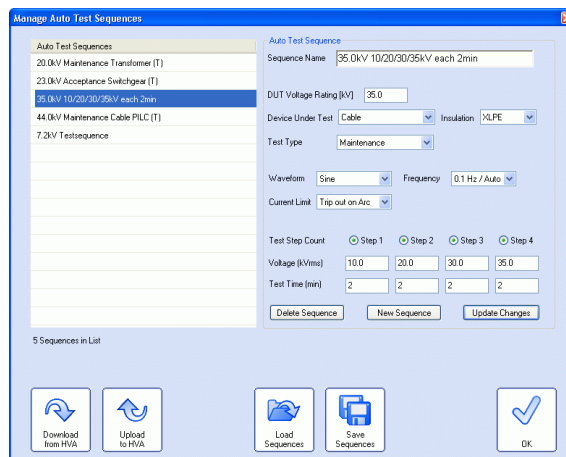 Manage Auto Test Sequences
Auto Test Sequences
20.0kV Maintenance Transformer (T)
23.0kV Acceptance Switchgear (T)
35.0kV 10/20/30/35kV each 2min
44.0kV Maintenance Cable PILC (T)
7.2kV Testsequence
5 Sequences in List
Auto Test Sequence
Sequence Name 35.0kV 10/20/30/35kV each 2min
DUT Voltage Rating [kV] 35.0
Device Under Test Cable Insulation XLPE
Test Type Maintenance
Waveform Sine Frequency 0.1 Hz / Auto
Current Limit Trip out on Arc
Test Step Count Step 1 Step 2 Step 3 Step 4
Voltage (kVrms) 10.0 20.0 30.0 35.0
Test Time (min) 2 2 2 2
Delete Sequence New Sequence Update Changes
Download
from HVA
Upload
to HVA
Load
Sequences
Save
Sequences
OK